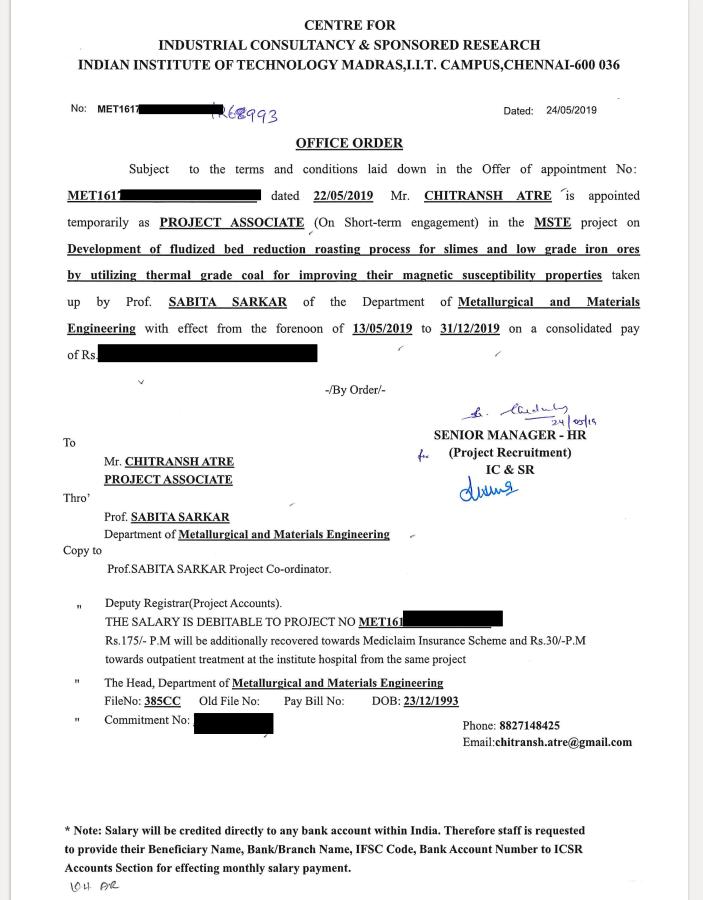 CENTRE FOR
INDUSTRIAL CONSULTANCY & SPONSORED RESEARCH
INDIAN INSTITUTE OF TECHNOLOGY MADRAS,I.I.T. CAMPUS,CHENNAI-600 036
No: MET1617 IR68993 Dated: 24/05/2019
OFFICE ORDER
Subject to the terms and conditions laid down in the Offer of appointment No:
MET1617 dated 22/05/2019 Mr. CHITRANSH ATRE is appointed
temporarily as PROJECT ASSOCIATE (On Short-term engagement) in the MSTE project on
Development of fludized bed reduction roasting process for slimes and low grade iron ores
by utilizing thermal grade coal for improving their magnetic susceptibility properties taken
up by Prof. SABITA SARKAR of the Department of Metallurgical and Materials
Engineering with effect from the forenoon of 13/05/2019 to 31/12/2019 on a consolidated pay
of Rs.
-/By Order/-
24/05/19
SENIOR MANAGER - HR
for (Project Recruitment)
IC & SR
To
Mr. CHITRANSH ATRE
PROJECT ASSOCIATE
Thro'
Prof. SABITA SARKAR
Department of Metallurgical and Materials Engineering
Copy to
Prof.SABITA SARKAR Project Co-ordinator.
" Deputy Registrar(Project Accounts).
THE SALARY IS DEBITABLE TO PROJECT NO MET161
Rs.175/- P.M will be additionally recovered towards Mediclaim Insurance Scheme and Rs.30/-P.M
towards outpatient treatment at the institute hospital from the same project
" The Head, Department of Metallurgical and Materials Engineering
FileNo: 385CC Old File No: Pay Bill No: DOB: 23/12/1993
" Commitment No:
Phone: 8827148425
Email:chitransh.atre@gmail.com
* Note: Salary will be credited directly to any bank account within India. Therefore staff is requested
to provide their Beneficiary Name, Bank/Branch Name, IFSC Code, Bank Account Number to ICSR
Accounts Section for effecting monthly salary payment.